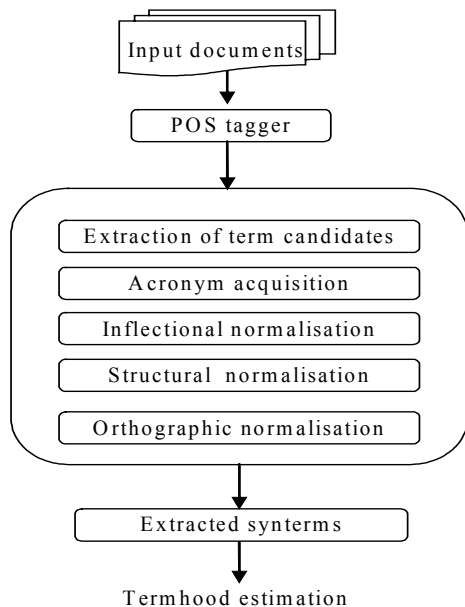 Input documents
POS tagger
Extraction of term candidates
Acronym acquisition
Inflectional normalisation
Structural normalisation
Orthographic normalisation
Extracted synterms
Termhood estimation